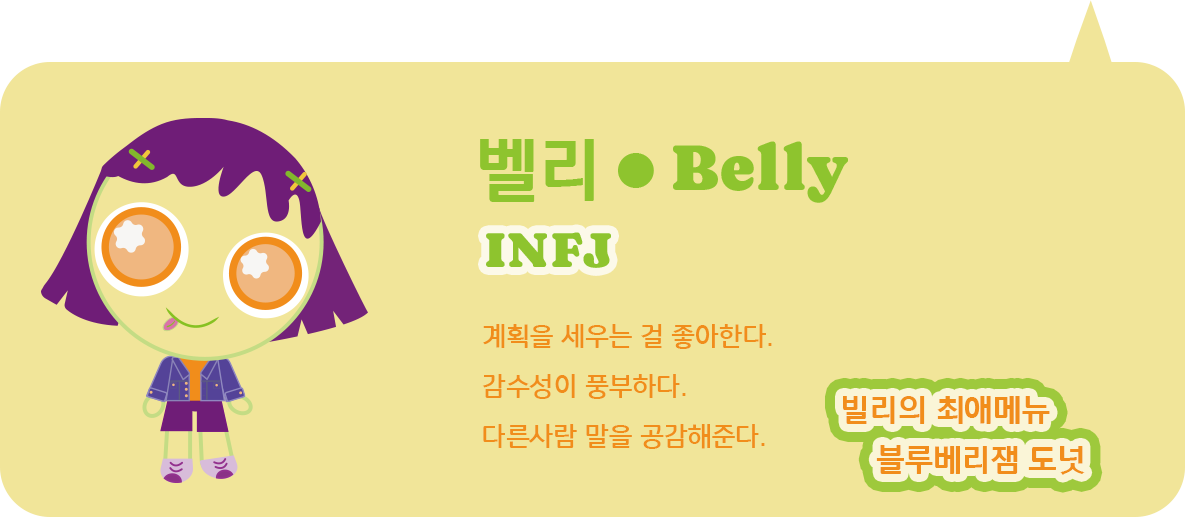 벨리 ● Belly
INFJ
계획을 세우는 걸 좋아한다.
감수성이 풍부하다.
다른사람 말을 공감해준다.
빌리의 최애메뉴
블루베리잼 도넛